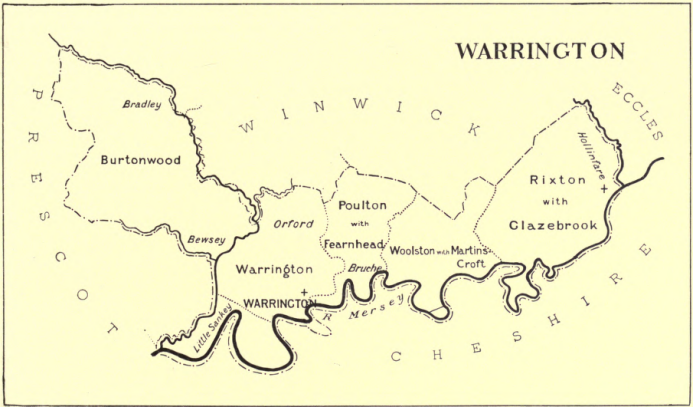 WARRINGTON
PRESCOT
WINWICK
ECCLES
CHESHIRE
Bradley
Burtonwood
Bewsey
Orford
Warrington
WARRINGTON
Little Sankey
Poulton
with
Fearnhead
Bruche
Woolston with Martins-
Croft
Rixton
with
Glazebrook
Hollinfare
R Mersey